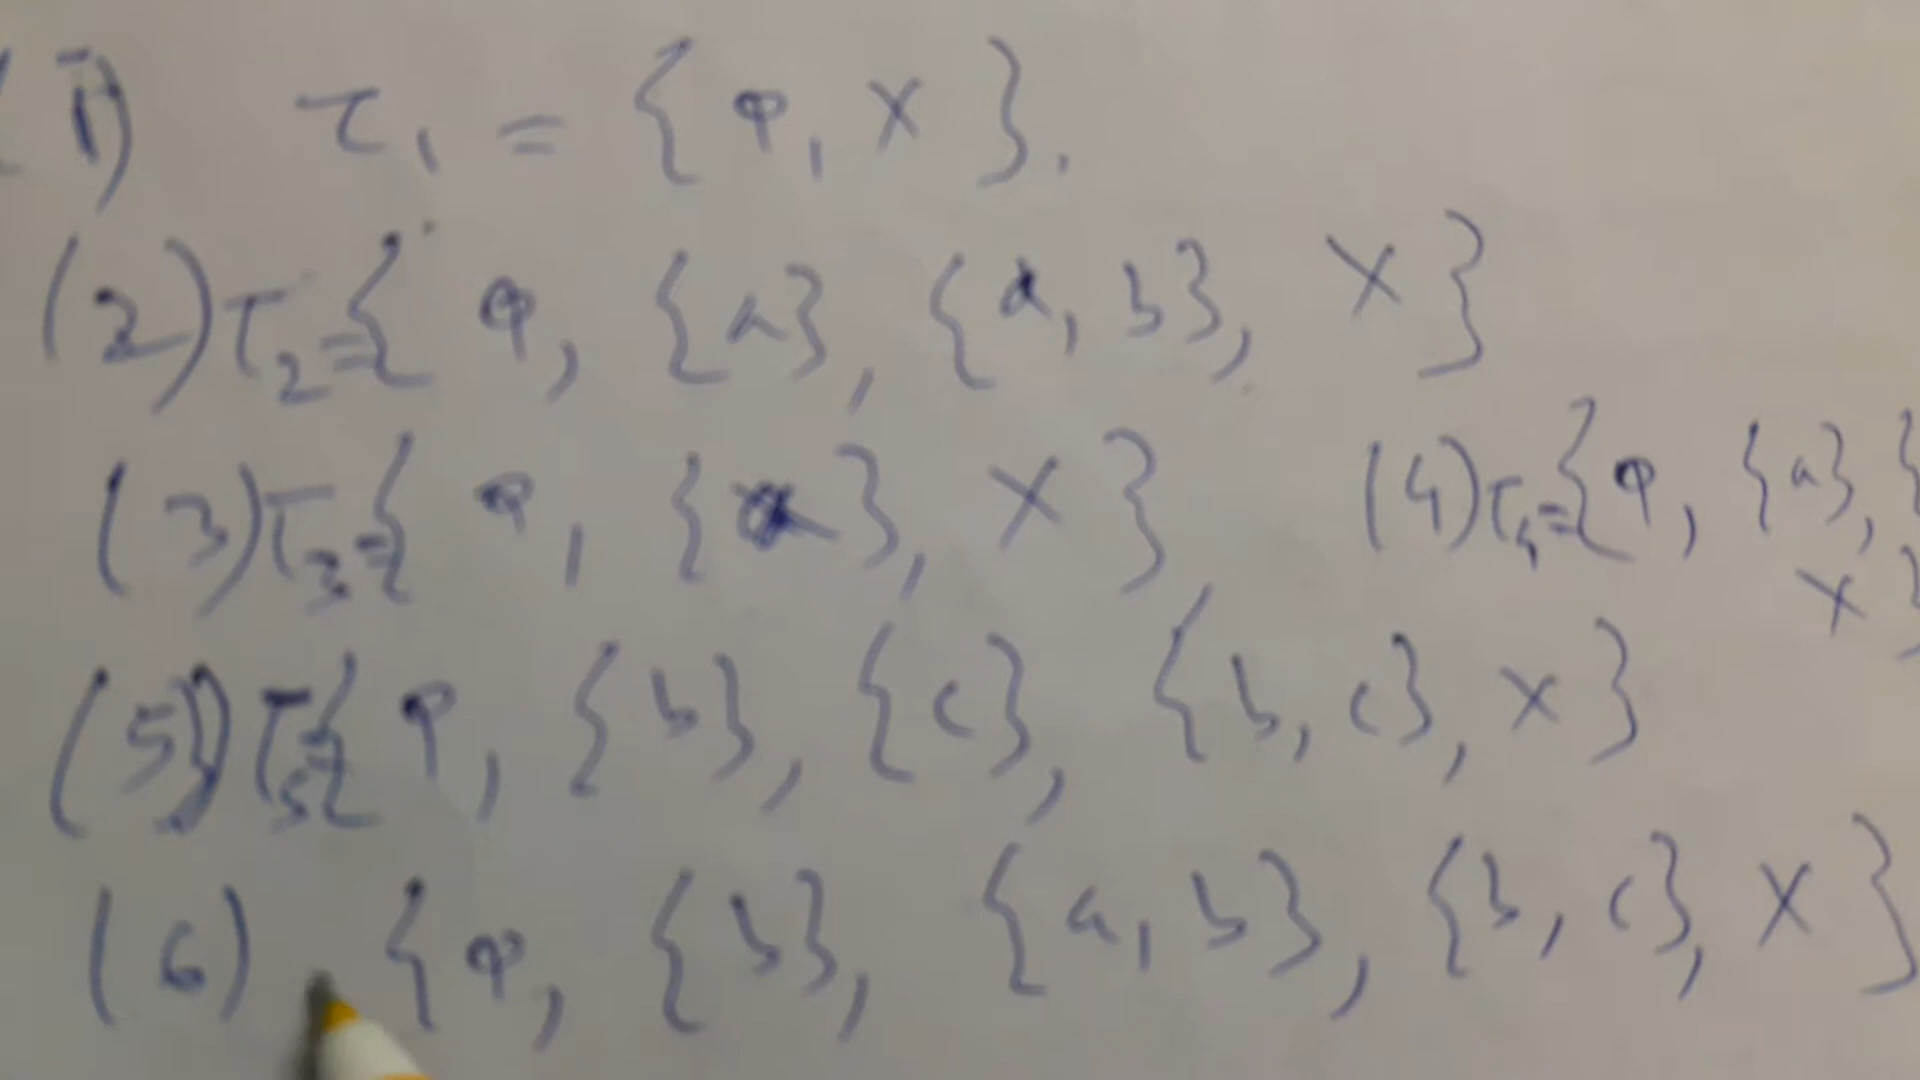 (1) τ₁ = {φ, X}.
(2) τ₂ = {φ, {a}, {a, b}, X}
(3) τ₃ = {φ, {a}, X}, (4) τ₄ = {φ, {a}, {
X}
(5) τ₅ = {φ, {b}, {c}, {b, c}, X}
(6) {φ, {b}, {a, b}, {b, c}, X}